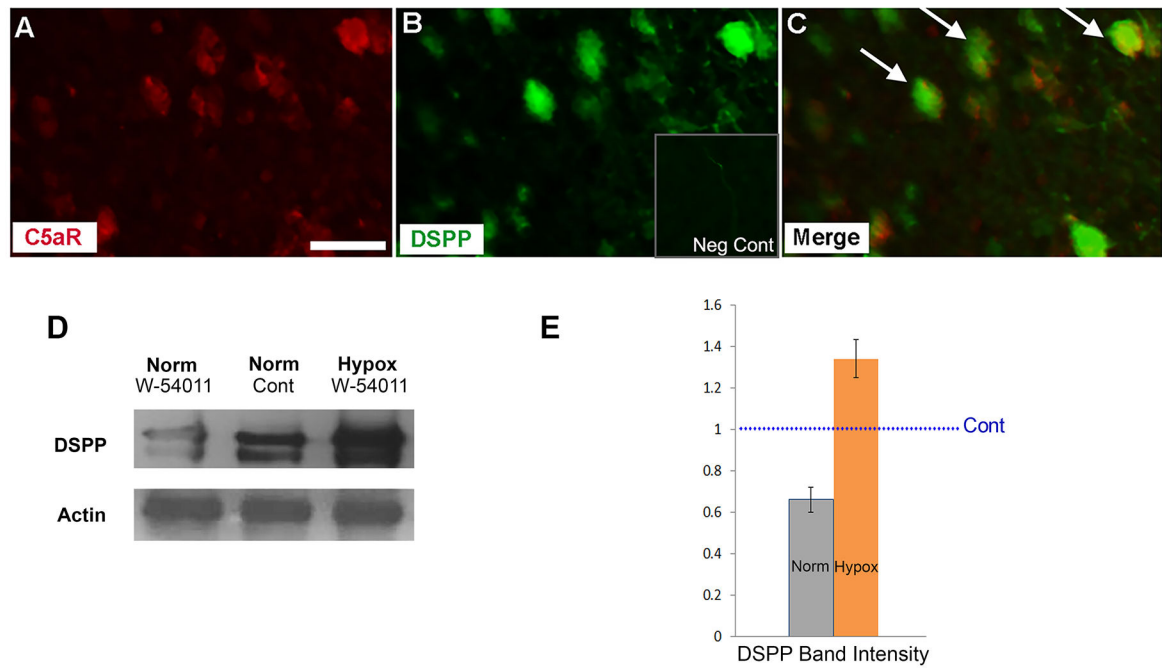 A
B
C
C5aR
DSPP
Neg Cont
Merge
D
Norm Norm Hypox
W-54011 Cont W-54011
DSPP
Actin
E
1.6
1.4
1.2
1
0.8
0.6
0.4
0.2
0
Cont
Norm Hypox
DSPP Band Intensity